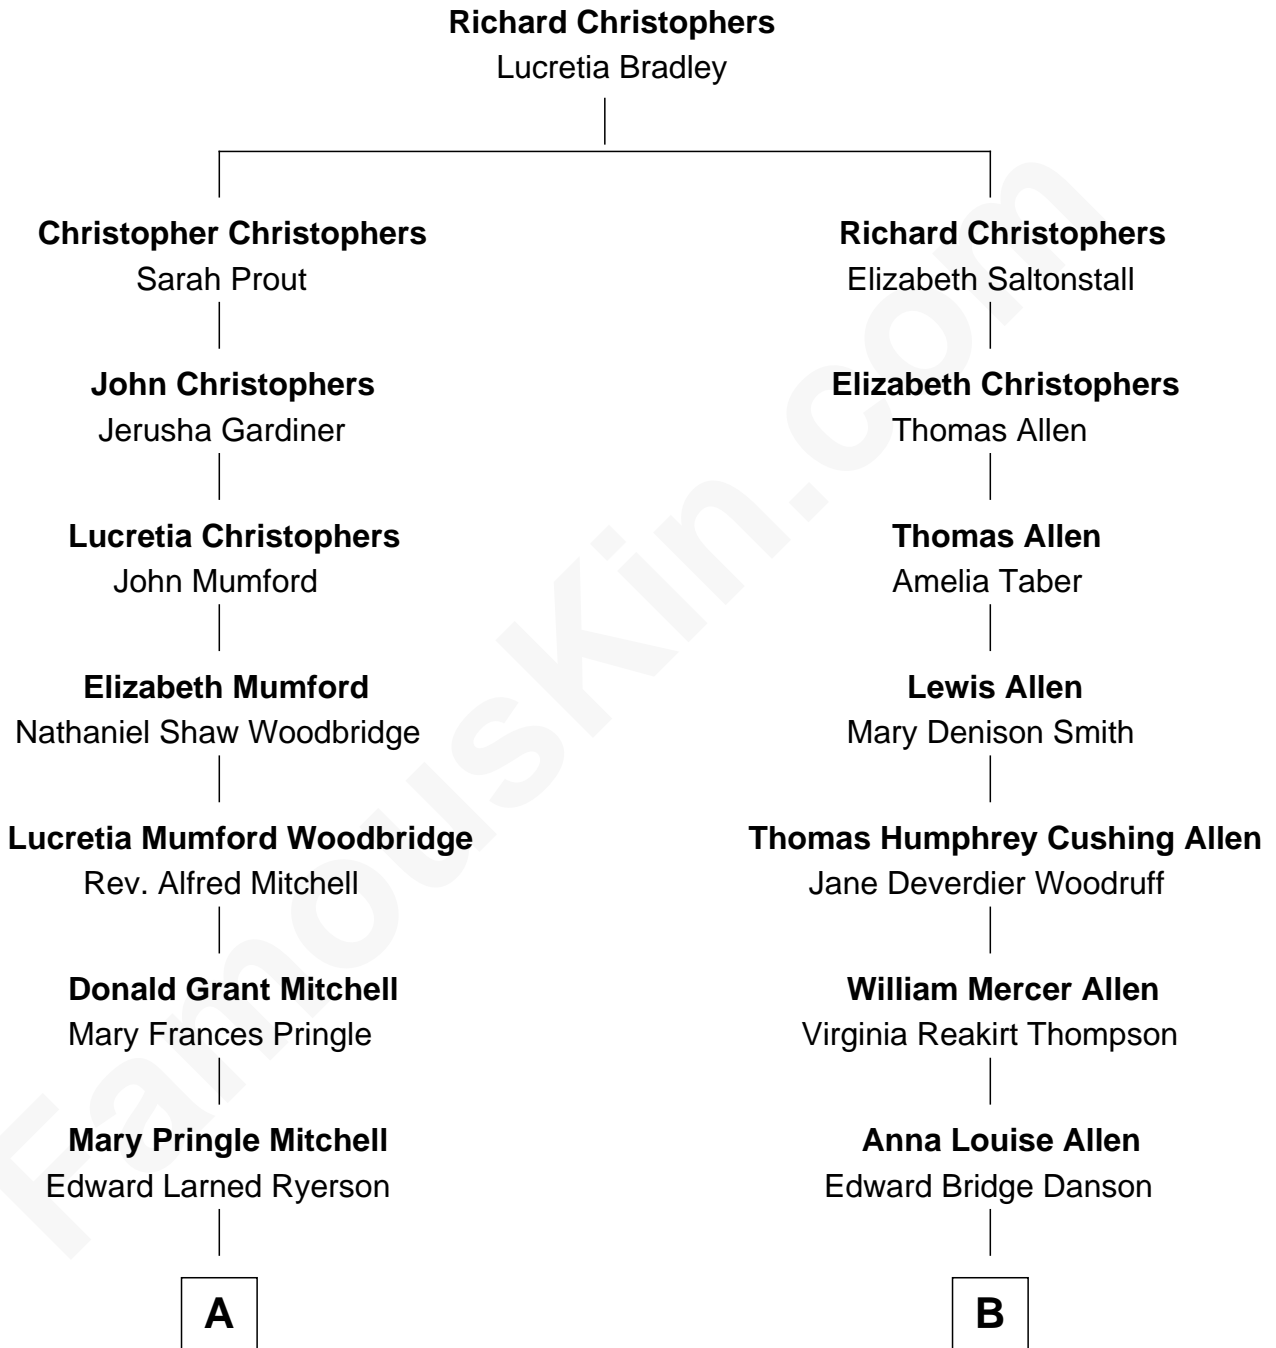 Richard Christophers
Lucretia Bradley
Christopher Christophers
Sarah Prout
John Christophers
Jerusha Gardiner
Lucretia Christophers
John Mumford
Elizabeth Mumford
Nathaniel Shaw Woodbridge
Lucretia Mumford Woodbridge
Rev. Alfred Mitchell
Donald Grant Mitchell
Mary Frances Pringle
Mary Pringle Mitchell
Edward Larned Ryerson
A
Richard Christophers
Elizabeth Saltonstall
Elizabeth Christophers
Thomas Allen
Thomas Allen
Amelia Taber
Lewis Allen
Mary Denison Smith
Thomas Humphrey Cushing Allen
Jane Deverdier Woodruff
William Mercer Allen
Virginia Reakirt Thompson
Anna Louise Allen
Edward Bridge Danson
B
FamousKin.com